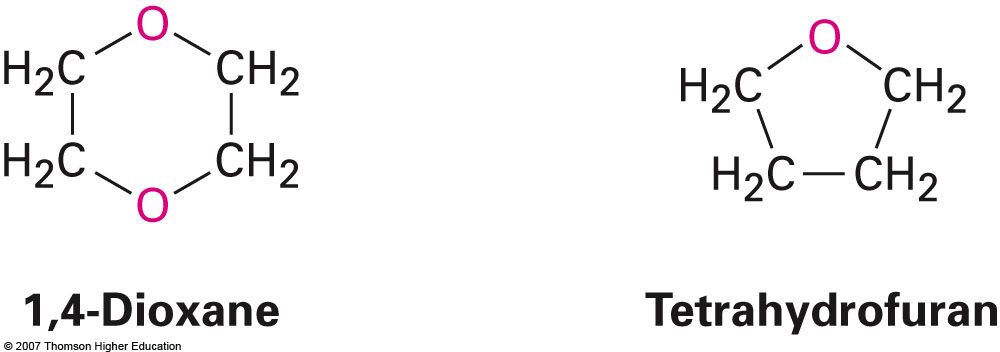 O
H2C CH2
H2C CH2
O
1,4-Dioxane
O
H2C CH2
H2C CH2
Tetrahydrofuran
© 2007 Thomson Higher Education